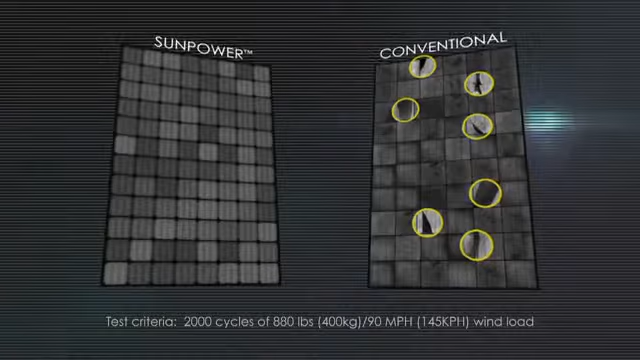 SUNPOWER™
CONVENTIONAL
Test criteria: 2000 cycles of 880 lbs (400kg)/90 MPH (145KPH) wind load